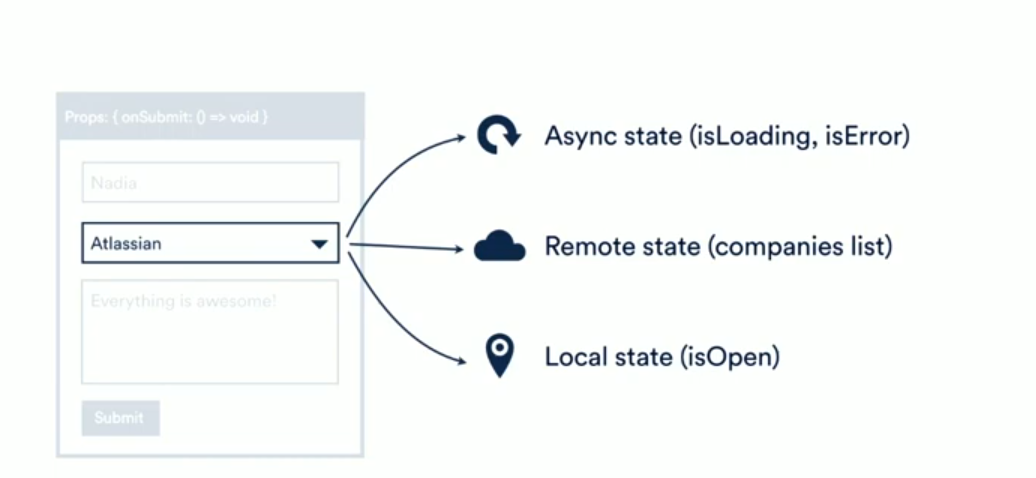 Props: { onSubmit: () => void }
Nadia
Atlassian
Everything is awesome!
Submit
Async state (isLoading, isError)
Remote state (companies list)
Local state (isOpen)